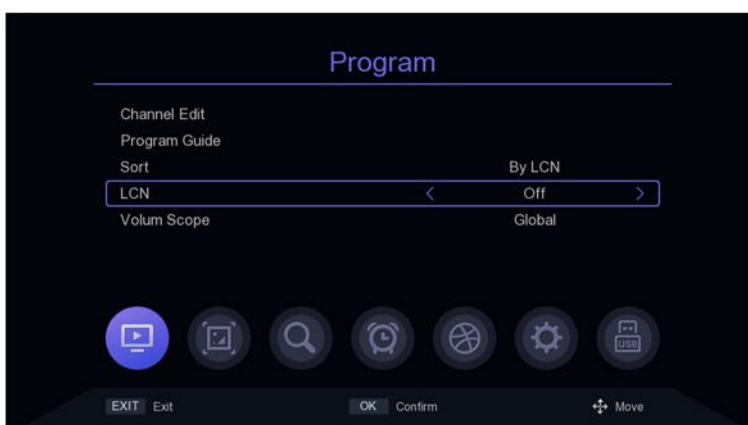 Program
Channel Edit
Program Guide
Sort By LCN
LCN Off
Volum Scope Global
USB
EXIT Exit OK Confirm Move